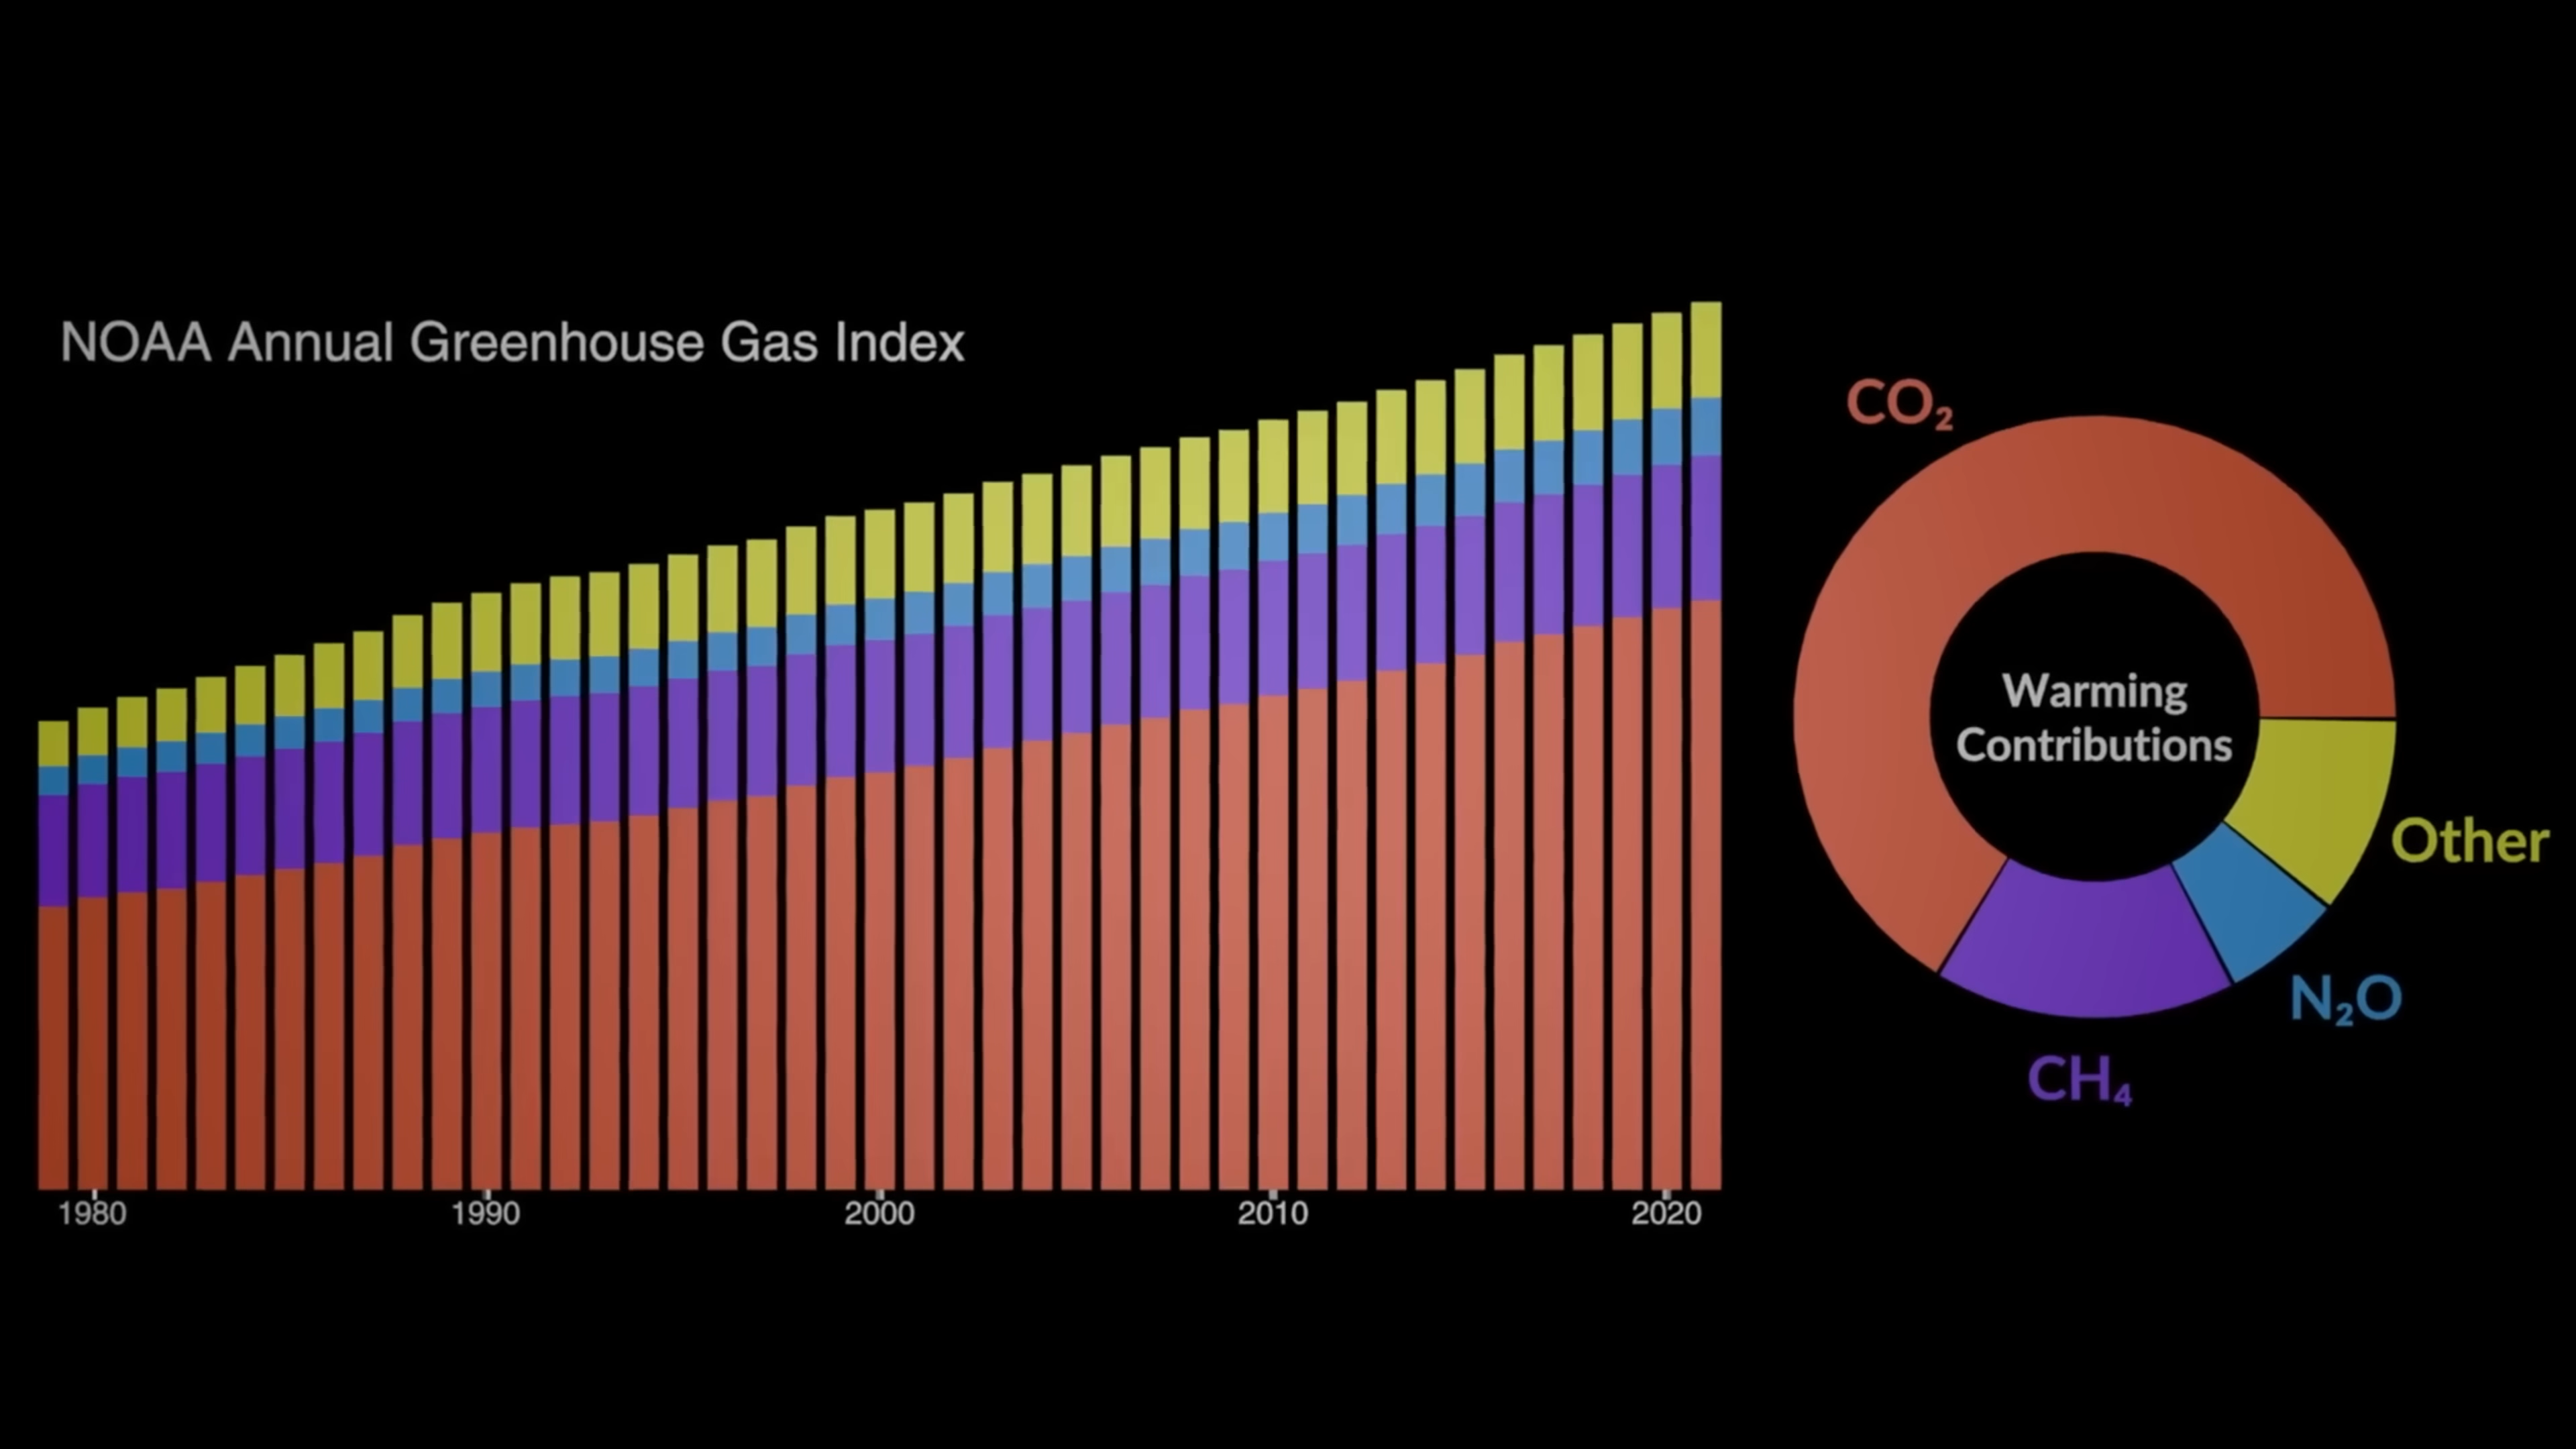 NOAA Annual Greenhouse Gas Index
1980
1990
2000
2010
2020
CO₂
Warming
Contributions
Other
N₂O
CH₄